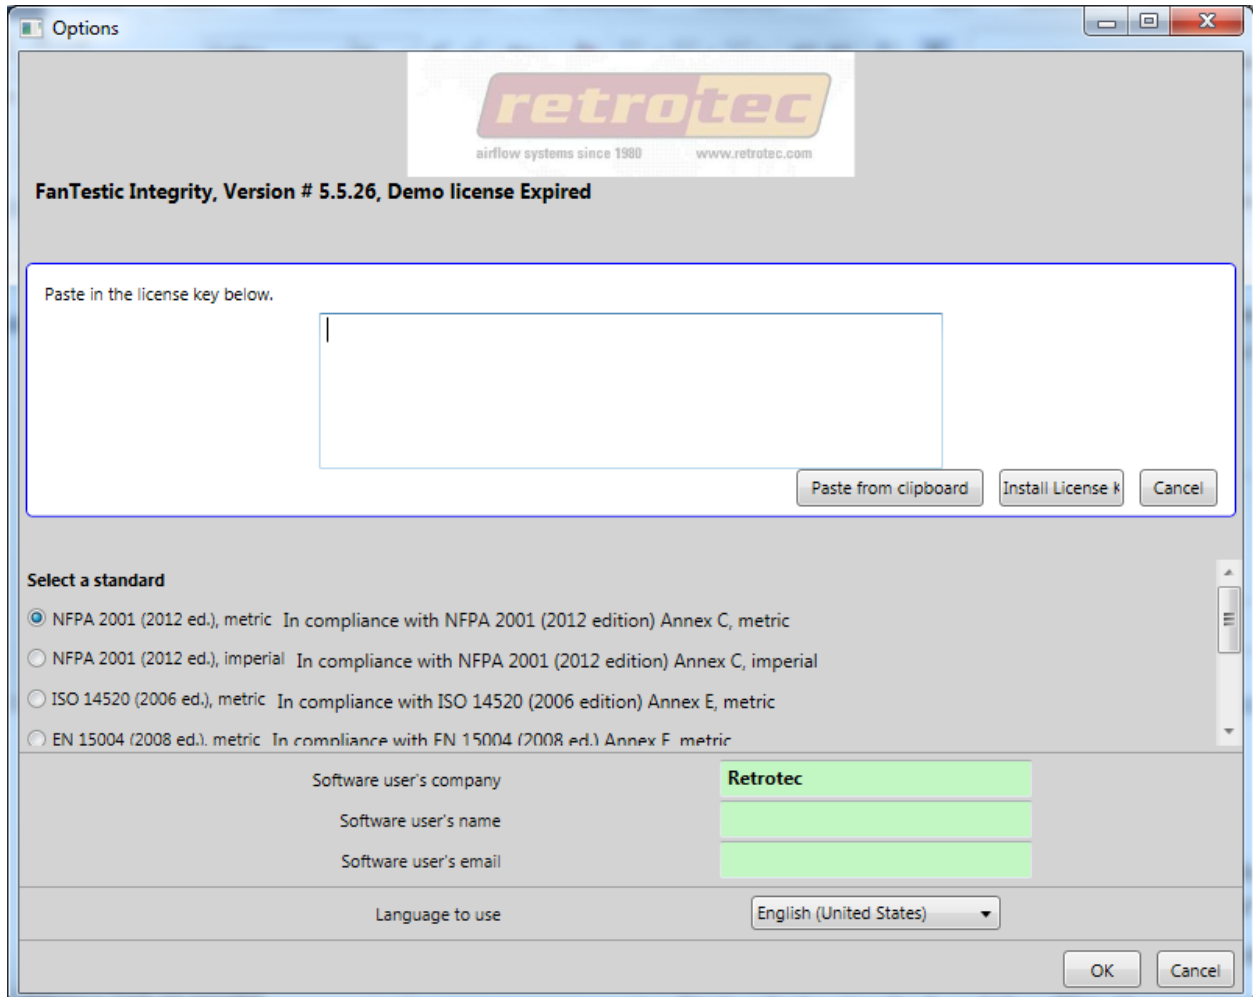 Options
retrotec
airflow systems since 1980 www.retrotec.com
FanTestic Integrity, Version # 5.5.26, Demo license Expired
Paste in the license key below.
Paste from clipboard Install License K Cancel
Select a standard
NFPA 2001 (2012 ed.), metric In compliance with NFPA 2001 (2012 edition) Annex C, metric
NFPA 2001 (2012 ed.), imperial In compliance with NFPA 2001 (2012 edition) Annex C, imperial
ISO 14520 (2006 ed.), metric In compliance with ISO 14520 (2006 edition) Annex E, metric
EN 15004 (2008 ed.), metric In compliance with EN 15004 (2008 ed.) Annex E, metric
Software user's company Retrotec
Software user's name
Software user's email
Language to use English (United States)
OK Cancel